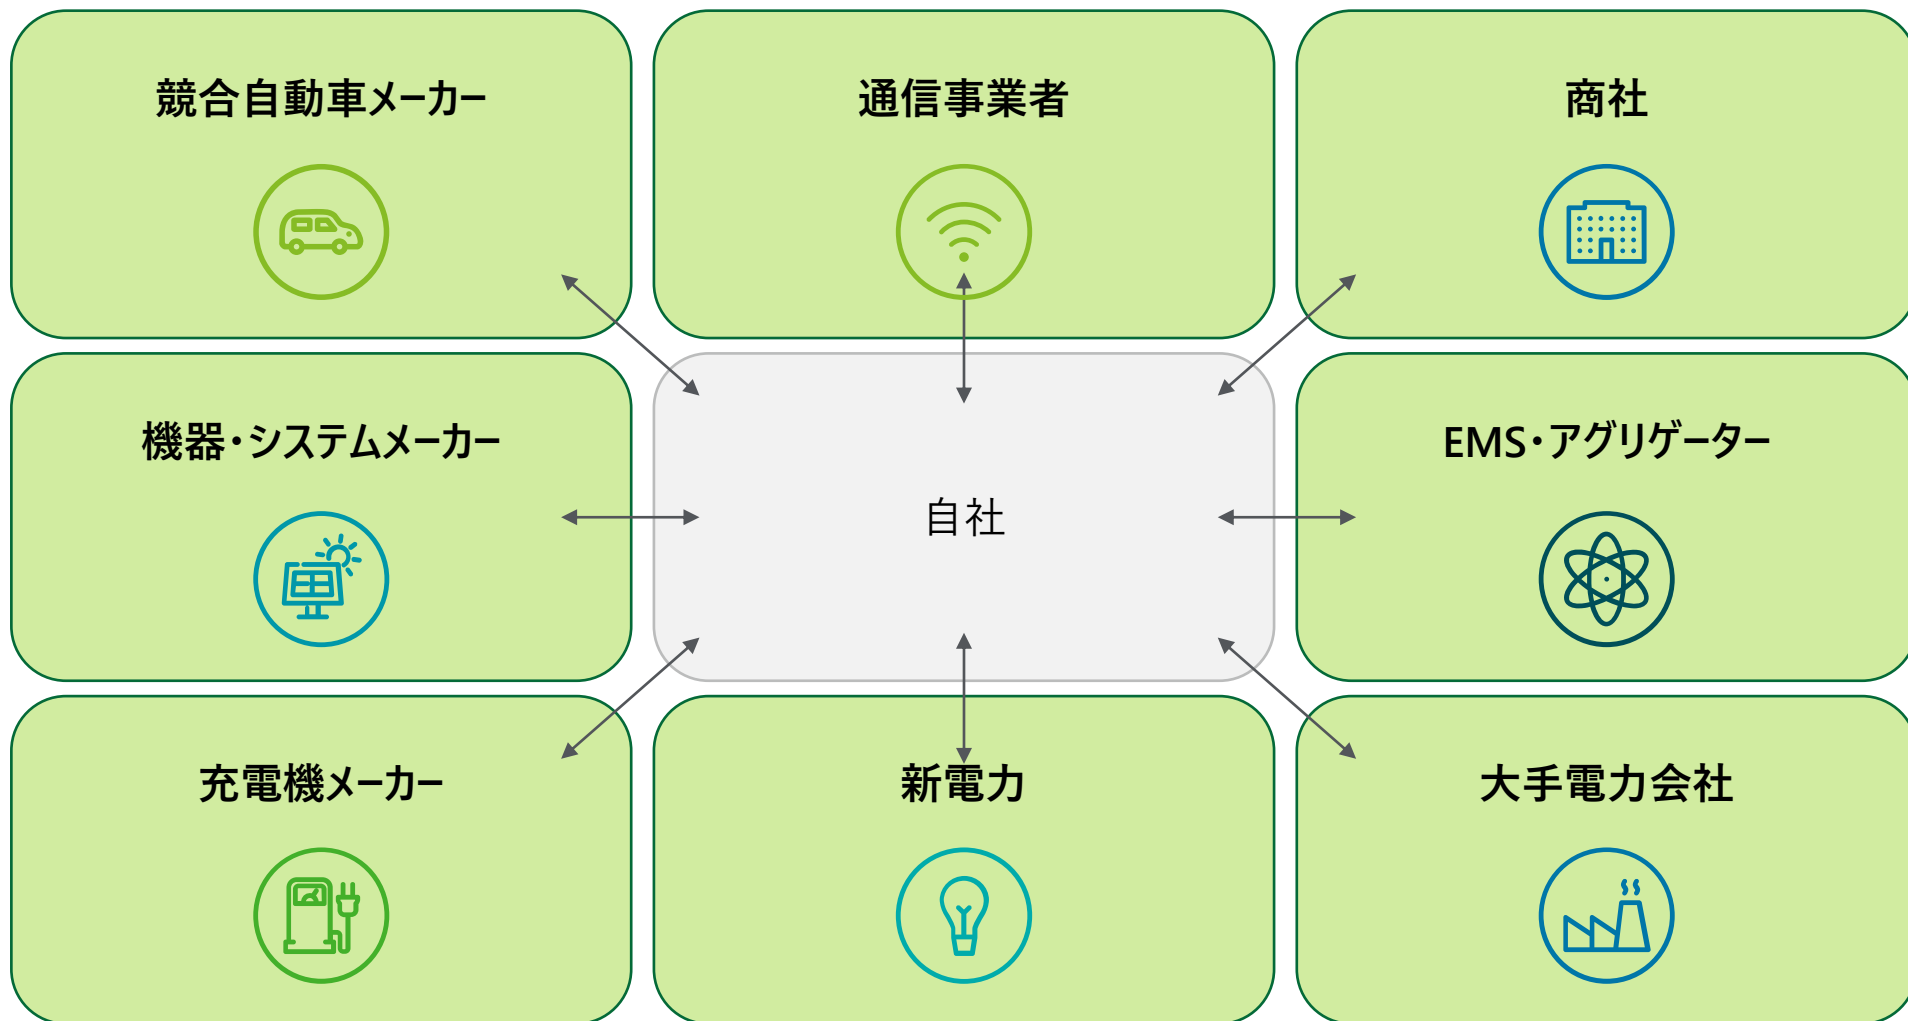 競合自動車メーカー
通信事業者
商社
機器・システムメーカー
自社
EMS・アグリゲーター
充電機メーカー
新電力
大手電力会社